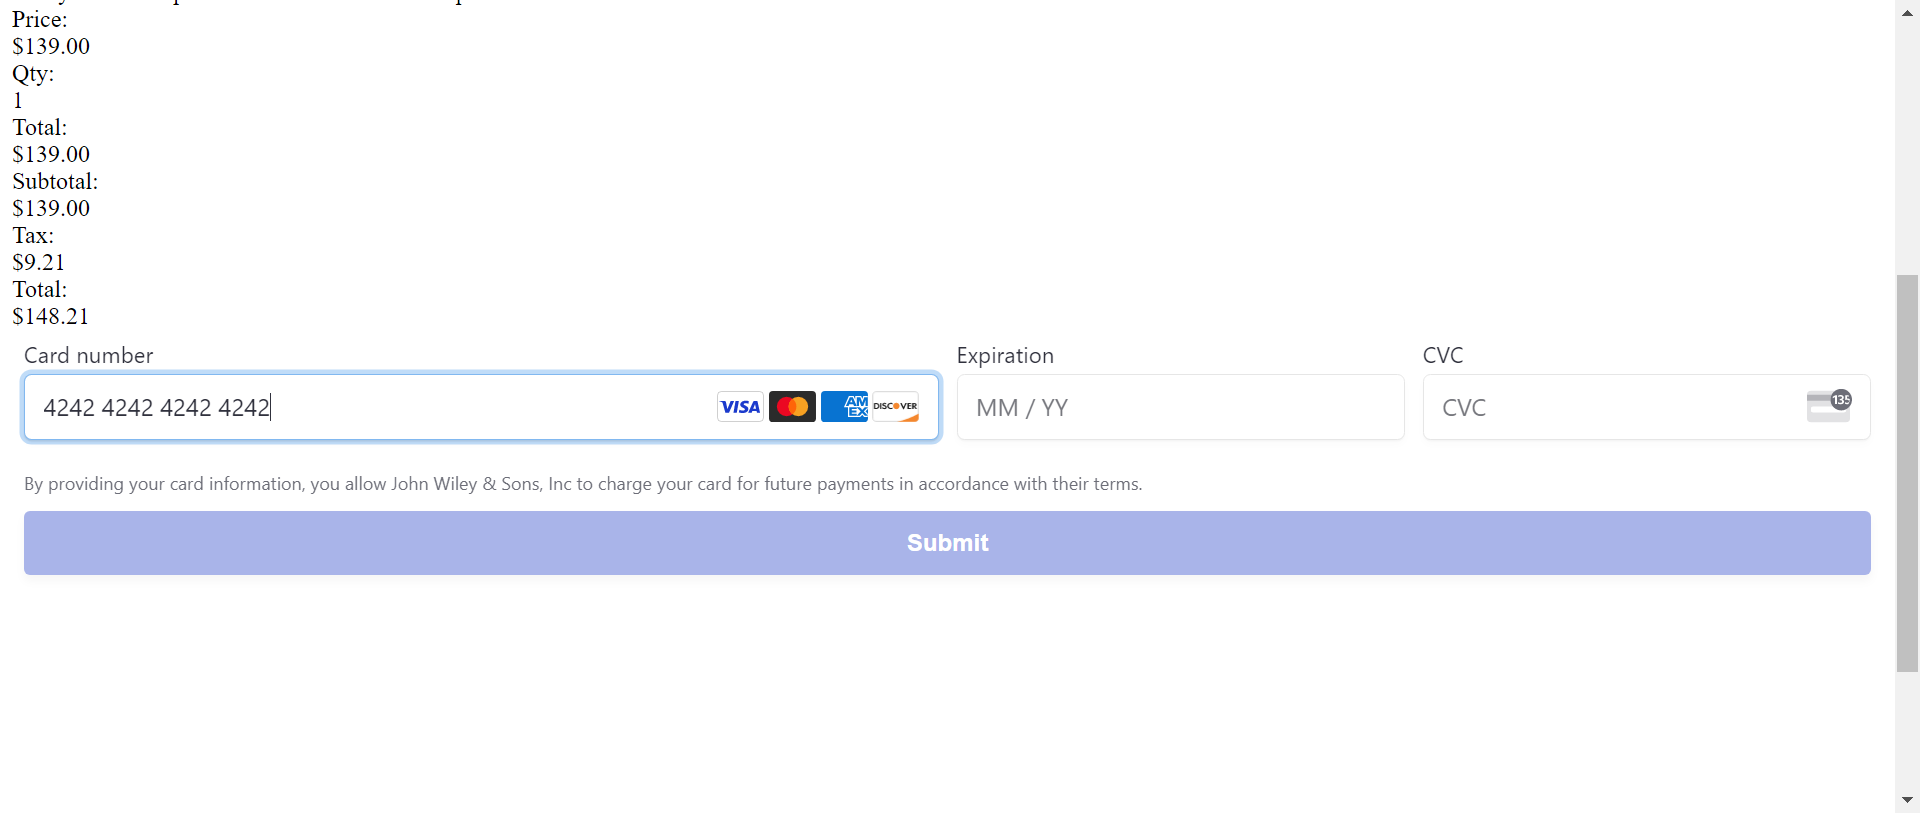 Price:
$139.00
Qty:
1
Total:
$139.00
Subtotal:
$139.00
Tax:
$9.21
Total:
$148.21
Card number Expiration CVC
4242 4242 4242 4242 VISA AMEX DISCOVER MM / YY CVC 135
By providing your card information, you allow John Wiley & Sons, Inc to charge your card for future payments in accordance with their terms.
Submit